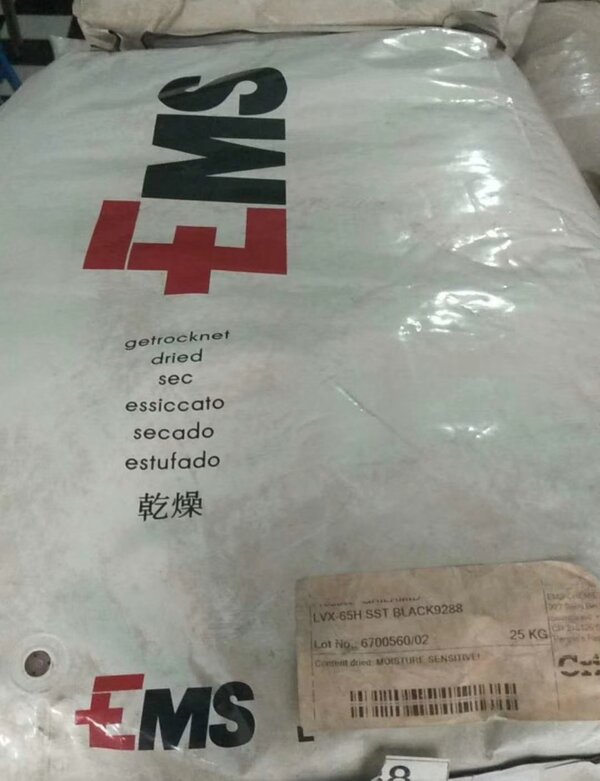 EMS
getrocknet
dried
sec
essiccato
secado
estufado
乾燥
LVX-65H SST BLACK9288
Lot No.: 6700560/02
25 KG
Content dried: MOISTURE SENSITIVE!
EMS
8